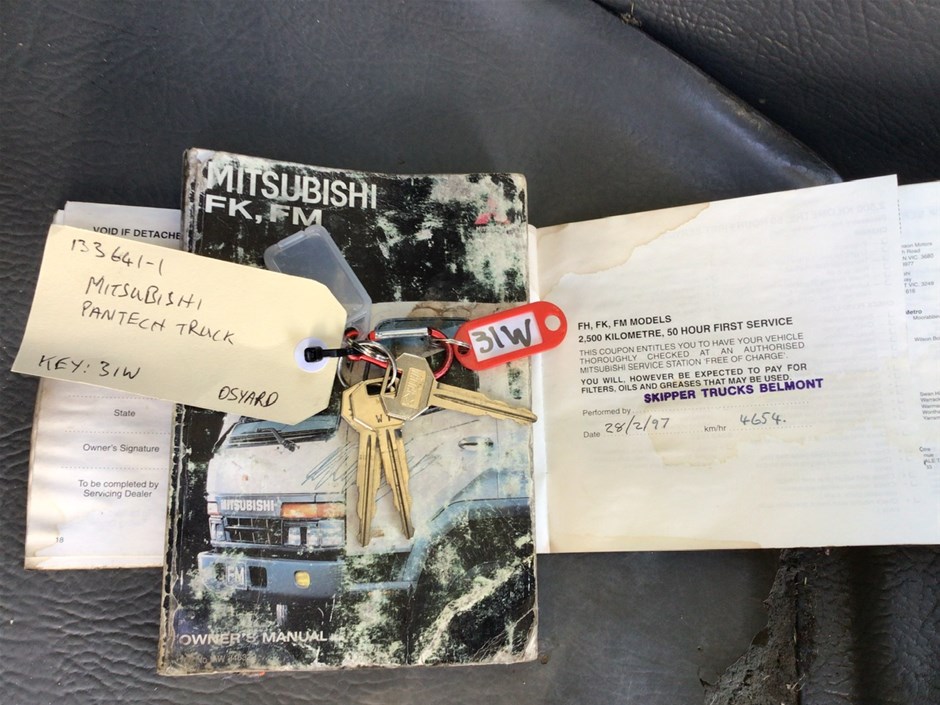 VOID IF DETACHE
133641-1
MITSUBISHI
PANTECH TRUCK
KEY: 31W
DSYARD
State
Owner's Signature
To be completed by
Servicing Dealer
18
MITSUBISHI
FK, FM
MITSUBISHI
FM
OWNER'S MANUAL
31W
FH, FK, FM MODELS
2,500 KILOMETRE, 50 HOUR FIRST SERVICE
THIS COUPON ENTITLES YOU TO HAVE YOUR VEHICLE
THOROUGHLY CHECKED AT AN AUTHORISED
MITSUBISHI SERVICE STATION 'FREE OF CHARGE'.
YOU WILL, HOWEVER BE EXPECTED TO PAY FOR
FILTERS, OILS AND GREASES THAT MAY BE USED.
SKIPPER TRUCKS BELMONT
Performed by
Date 28/2/97 km/hr 4654.